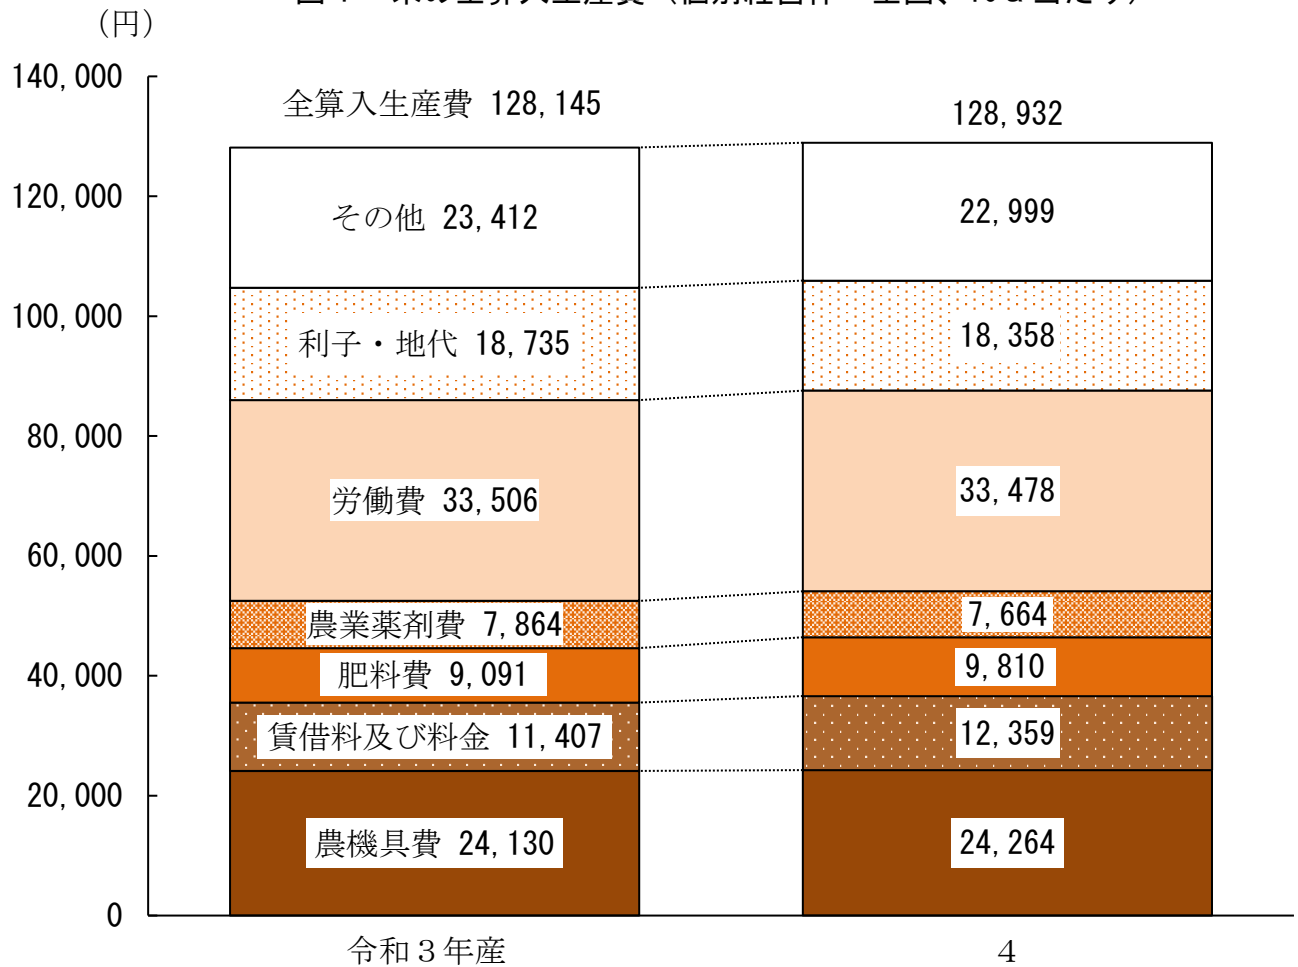 (円)
140,000
全算入生産費 128,145
128,932
120,000
その他 23,412
22,999
100,000
利子・地代 18,735
18,358
80,000
労働費 33,506
33,478
60,000
農業薬剤費 7,864
7,664
40,000
肥料費 9,091
9,810
賃借料及び料金 11,407
12,359
20,000
農機具費 24,130
24,264
0
令和３年産
４